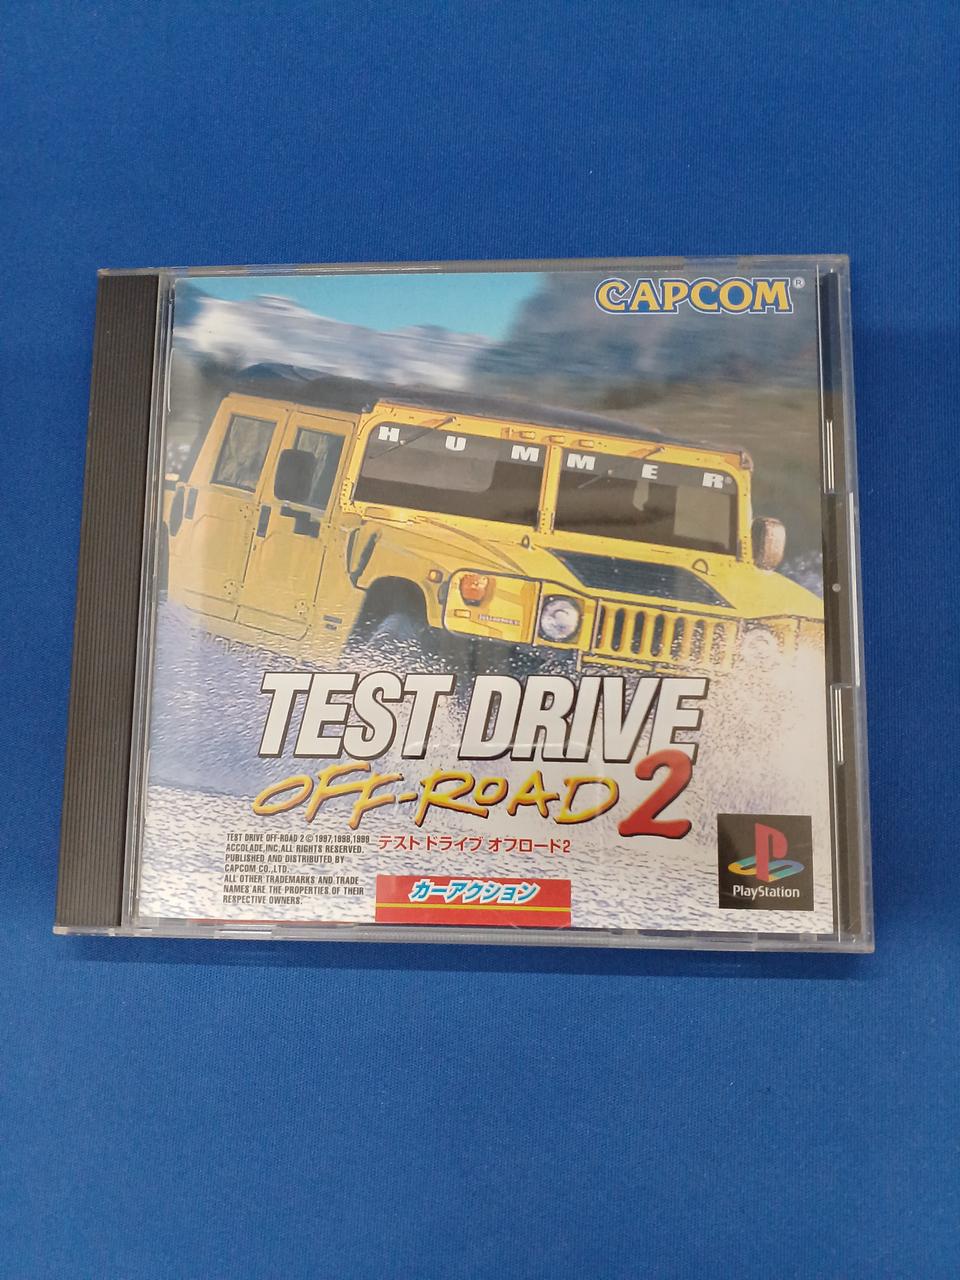 CAPCOM®
HUMMER®
TEST DRIVE
OFF-ROAD 2
TEST DRIVE OFF-ROAD 2 © 1997,1998,1999
ACCOLADE,INC.ALL RIGHTS RESERVED.
PUBLISHED AND DISTRIBUTED BY
CAPCOM CO.,LTD.
ALL OTHER TRADEMARKS AND TRADE
NAMES ARE THE PROPERTIES OF THEIR
RESPECTIVE OWNERS.
テスト ドライブ オフロード2
カーアクション
PlayStation